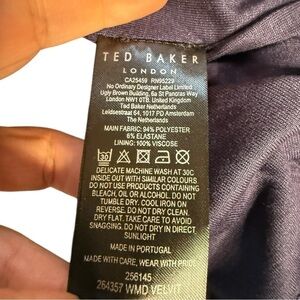 TED BAKER
LONDON
CA25459 RN95229
No Ordinary Designer Label Limited
Ugly Brown Building, 6a St Pancras Way
London NW1 0TB. United Kingdom
Ted Baker Netherlands
Leidsestraat 64, 1017 PD Amsterdam
The Netherlands
MAIN FABRIC: 94% POLYESTER
6% ELASTANE
LINING: 100% VISCOSE
30
DELICATE MACHINE WASH AT 30C
INSIDE OUT WITH SIMILAR COLOURS
DO NOT USE PRODUCTS CONTAINING
BLEACH, OIL OR ALCOHOL. DO NOT
TUMBLE DRY. COOL IRON ON
REVERSE. DO NOT DRY CLEAN.
DRY FLAT. TAKE CARE TO AVOID
SNAGGING. DO NOT DRY IN DIRECT
SUNLIGHT
MADE IN PORTUGAL
MADE WITH CARE, WEAR WITH PRIDE
256145
264357 WMD VELVIT